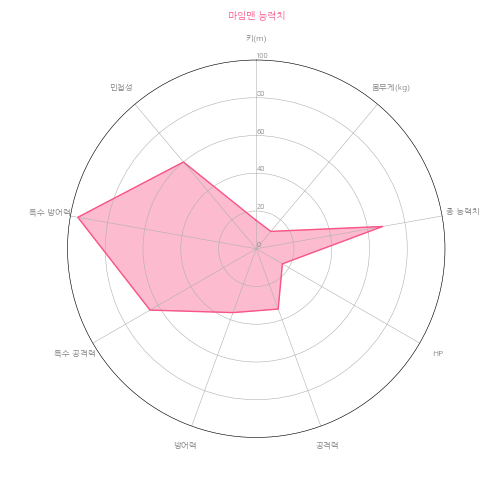 마임맨 능력치
키(m)
몸무게(kg)
총 능력치
HP
공격력
방어력
특수 공격력
특수 방어력
민첩성
100
80
60
40
20
0